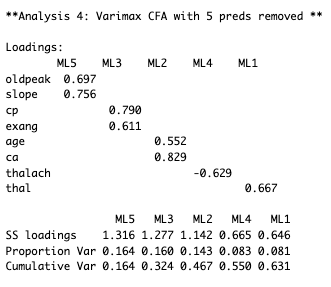 **Analysis 4: Varimax CFA with 5 preds removed **
Loadings:
ML5 ML3 ML2 ML4 ML1
oldpeak 0.697
slope 0.756
cp 0.790
exang 0.611
age 0.552
ca 0.829
thalach -0.629
thal 0.667
ML5 ML3 ML2 ML4 ML1
SS loadings 1.316 1.277 1.142 0.665 0.646
Proportion Var 0.164 0.160 0.143 0.083 0.081
Cumulative Var 0.164 0.324 0.467 0.550 0.631